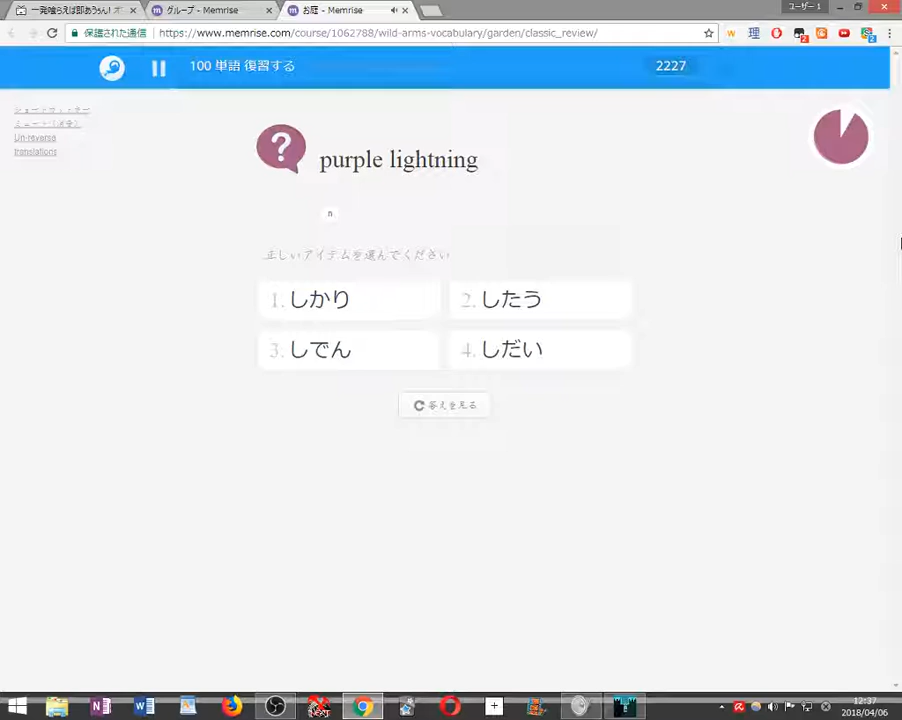 一発喰らえば即あうあん! オ
グループ - Memrise
お庭 - Memrise
ユーザー 1
保護された通信
https://www.memrise.com/course/1062788/wild-arms-vocabulary/garden/classic_review/
100 単語 復習する
2227
Un-reverse
translations
?
purple lightning
n
正しいアイテムを選んでください
1. しかり
2. したう
3. しでん
4. しだい
答えを見る
12:37
2018/04/06